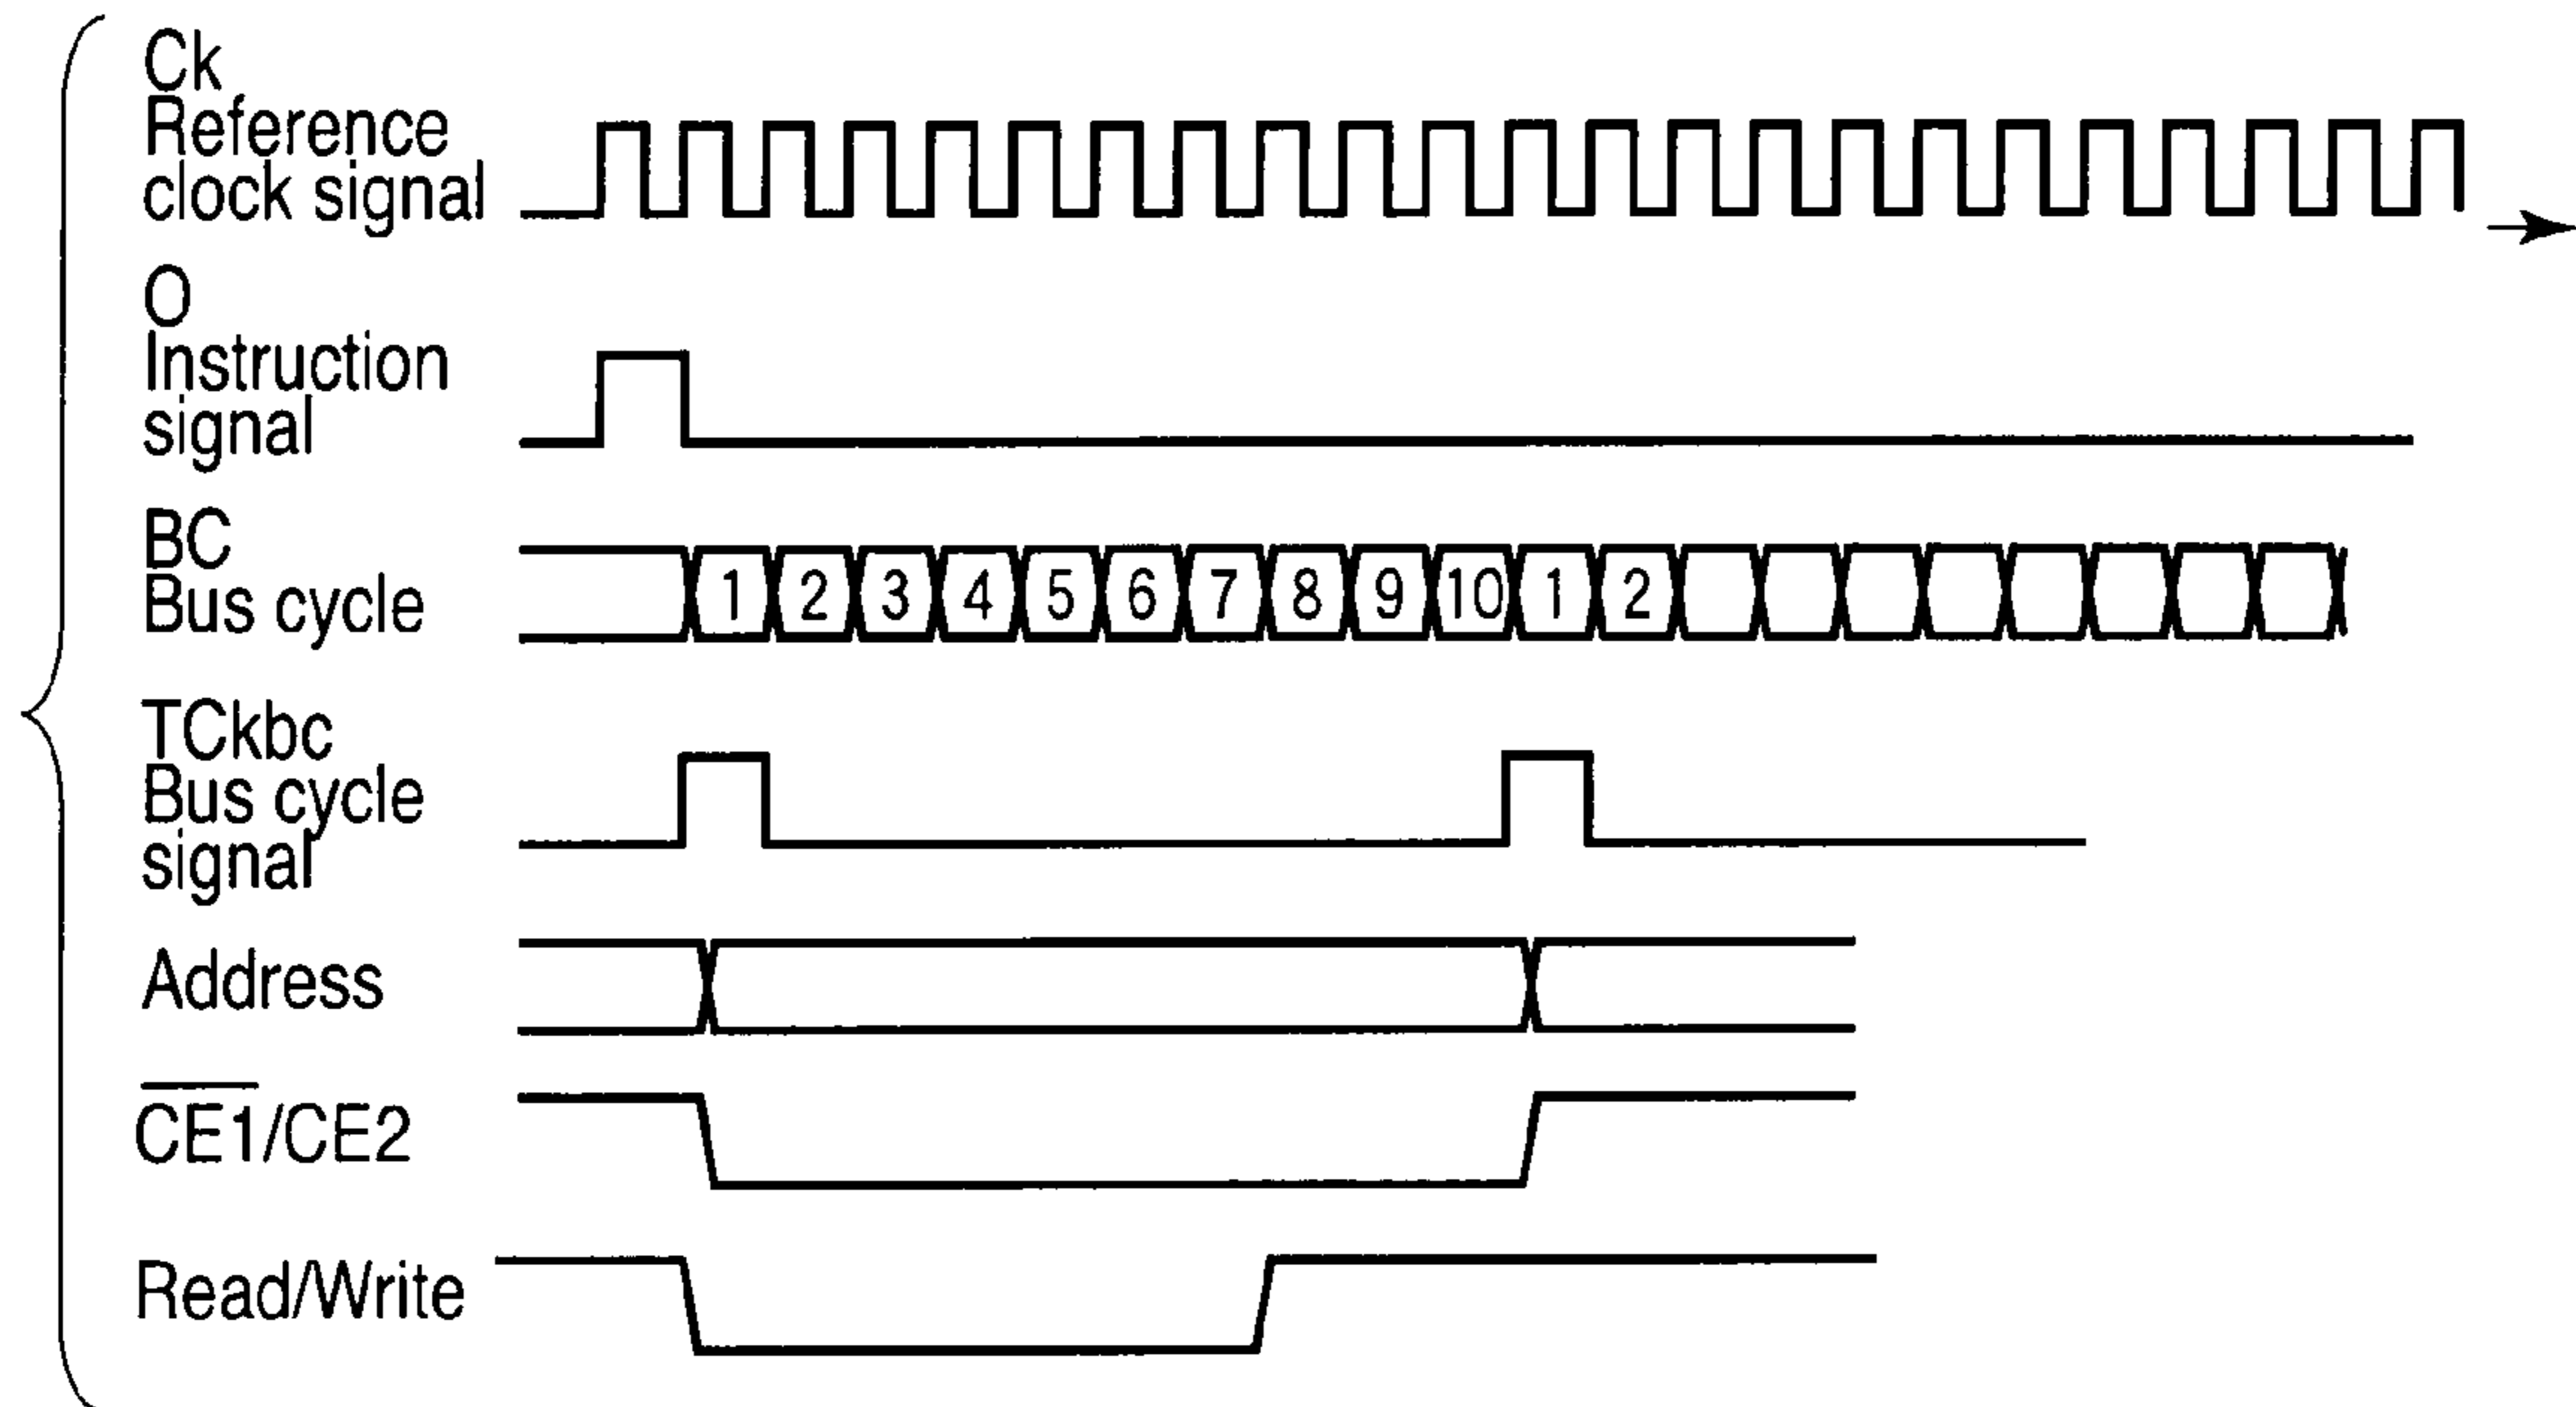 Ck
Reference
clock signal
O
Instruction
signal
BC
Bus cycle
1 2 3 4 5 6 7 8 9 10 1 2
TCkbc
Bus cycle
signal
Address
CE1/CE2
Read/Write